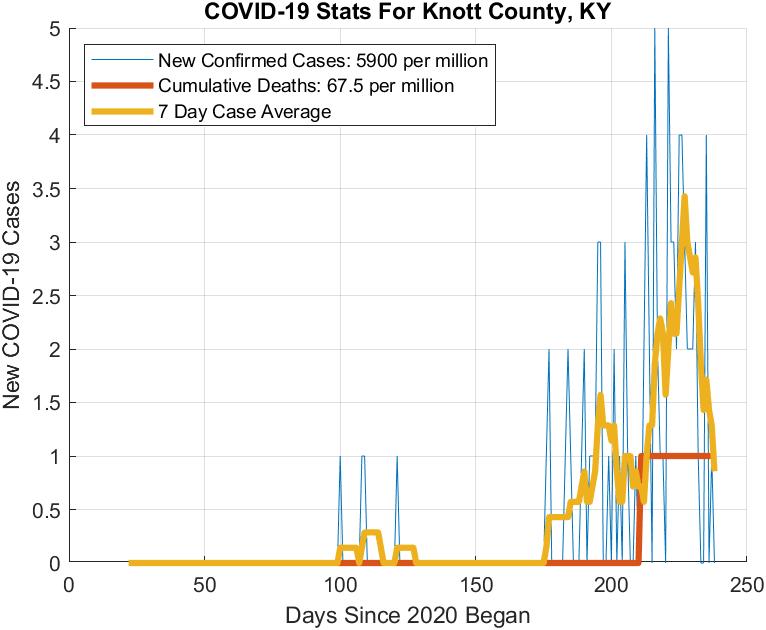 COVID-19 Stats For Knott County, KY
New Confirmed Cases: 5900 per million
Cumulative Deaths: 67.5 per million
7 Day Case Average
New COVID-19 Cases
5
4.5
4
3.5
3
2.5
2
1.5
1
0.5
0
0 50 100 150 200 250
Days Since 2020 Began